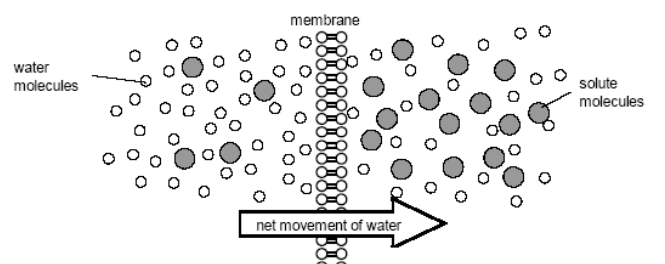 membrane
water
molecules
solute
molecules
net movement of water